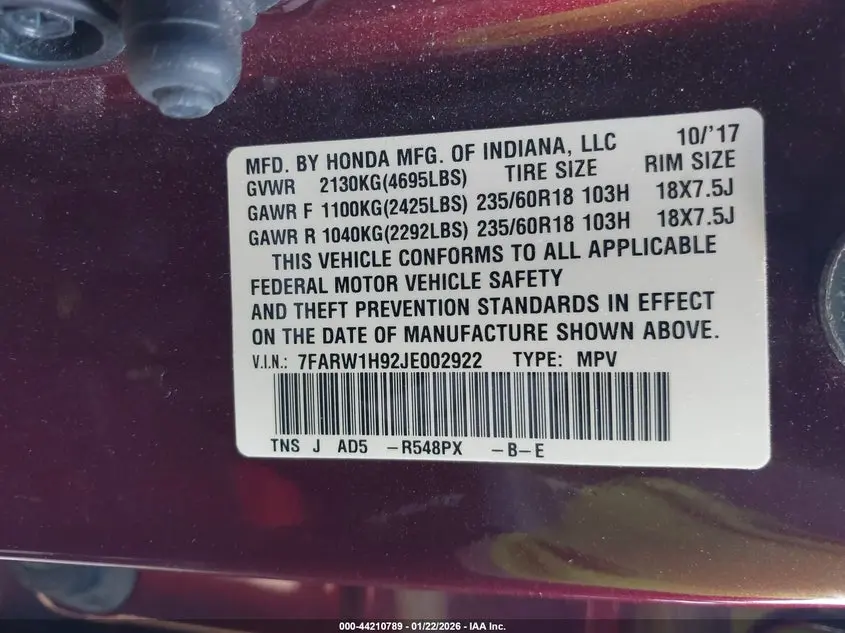 MFD. BY HONDA MFG. OF INDIANA, LLC 10/'17
GVWR 2130KG(4695LBS) TIRE SIZE RIM SIZE
GAWR F 1100KG(2425LBS) 235/60R18 103H 18X7.5J
GAWR R 1040KG(2292LBS) 235/60R18 103H 18X7.5J
THIS VEHICLE CONFORMS TO ALL APPLICABLE
FEDERAL MOTOR VEHICLE SAFETY
AND THEFT PREVENTION STANDARDS IN EFFECT
ON THE DATE OF MANUFACTURE SHOWN ABOVE.
V.I.N.: 7FARW1H92JE002922 TYPE: MPV
TNS J AD5 -R548PX -B-E
000-44210789 - 01/22/2026 - IAA Inc.